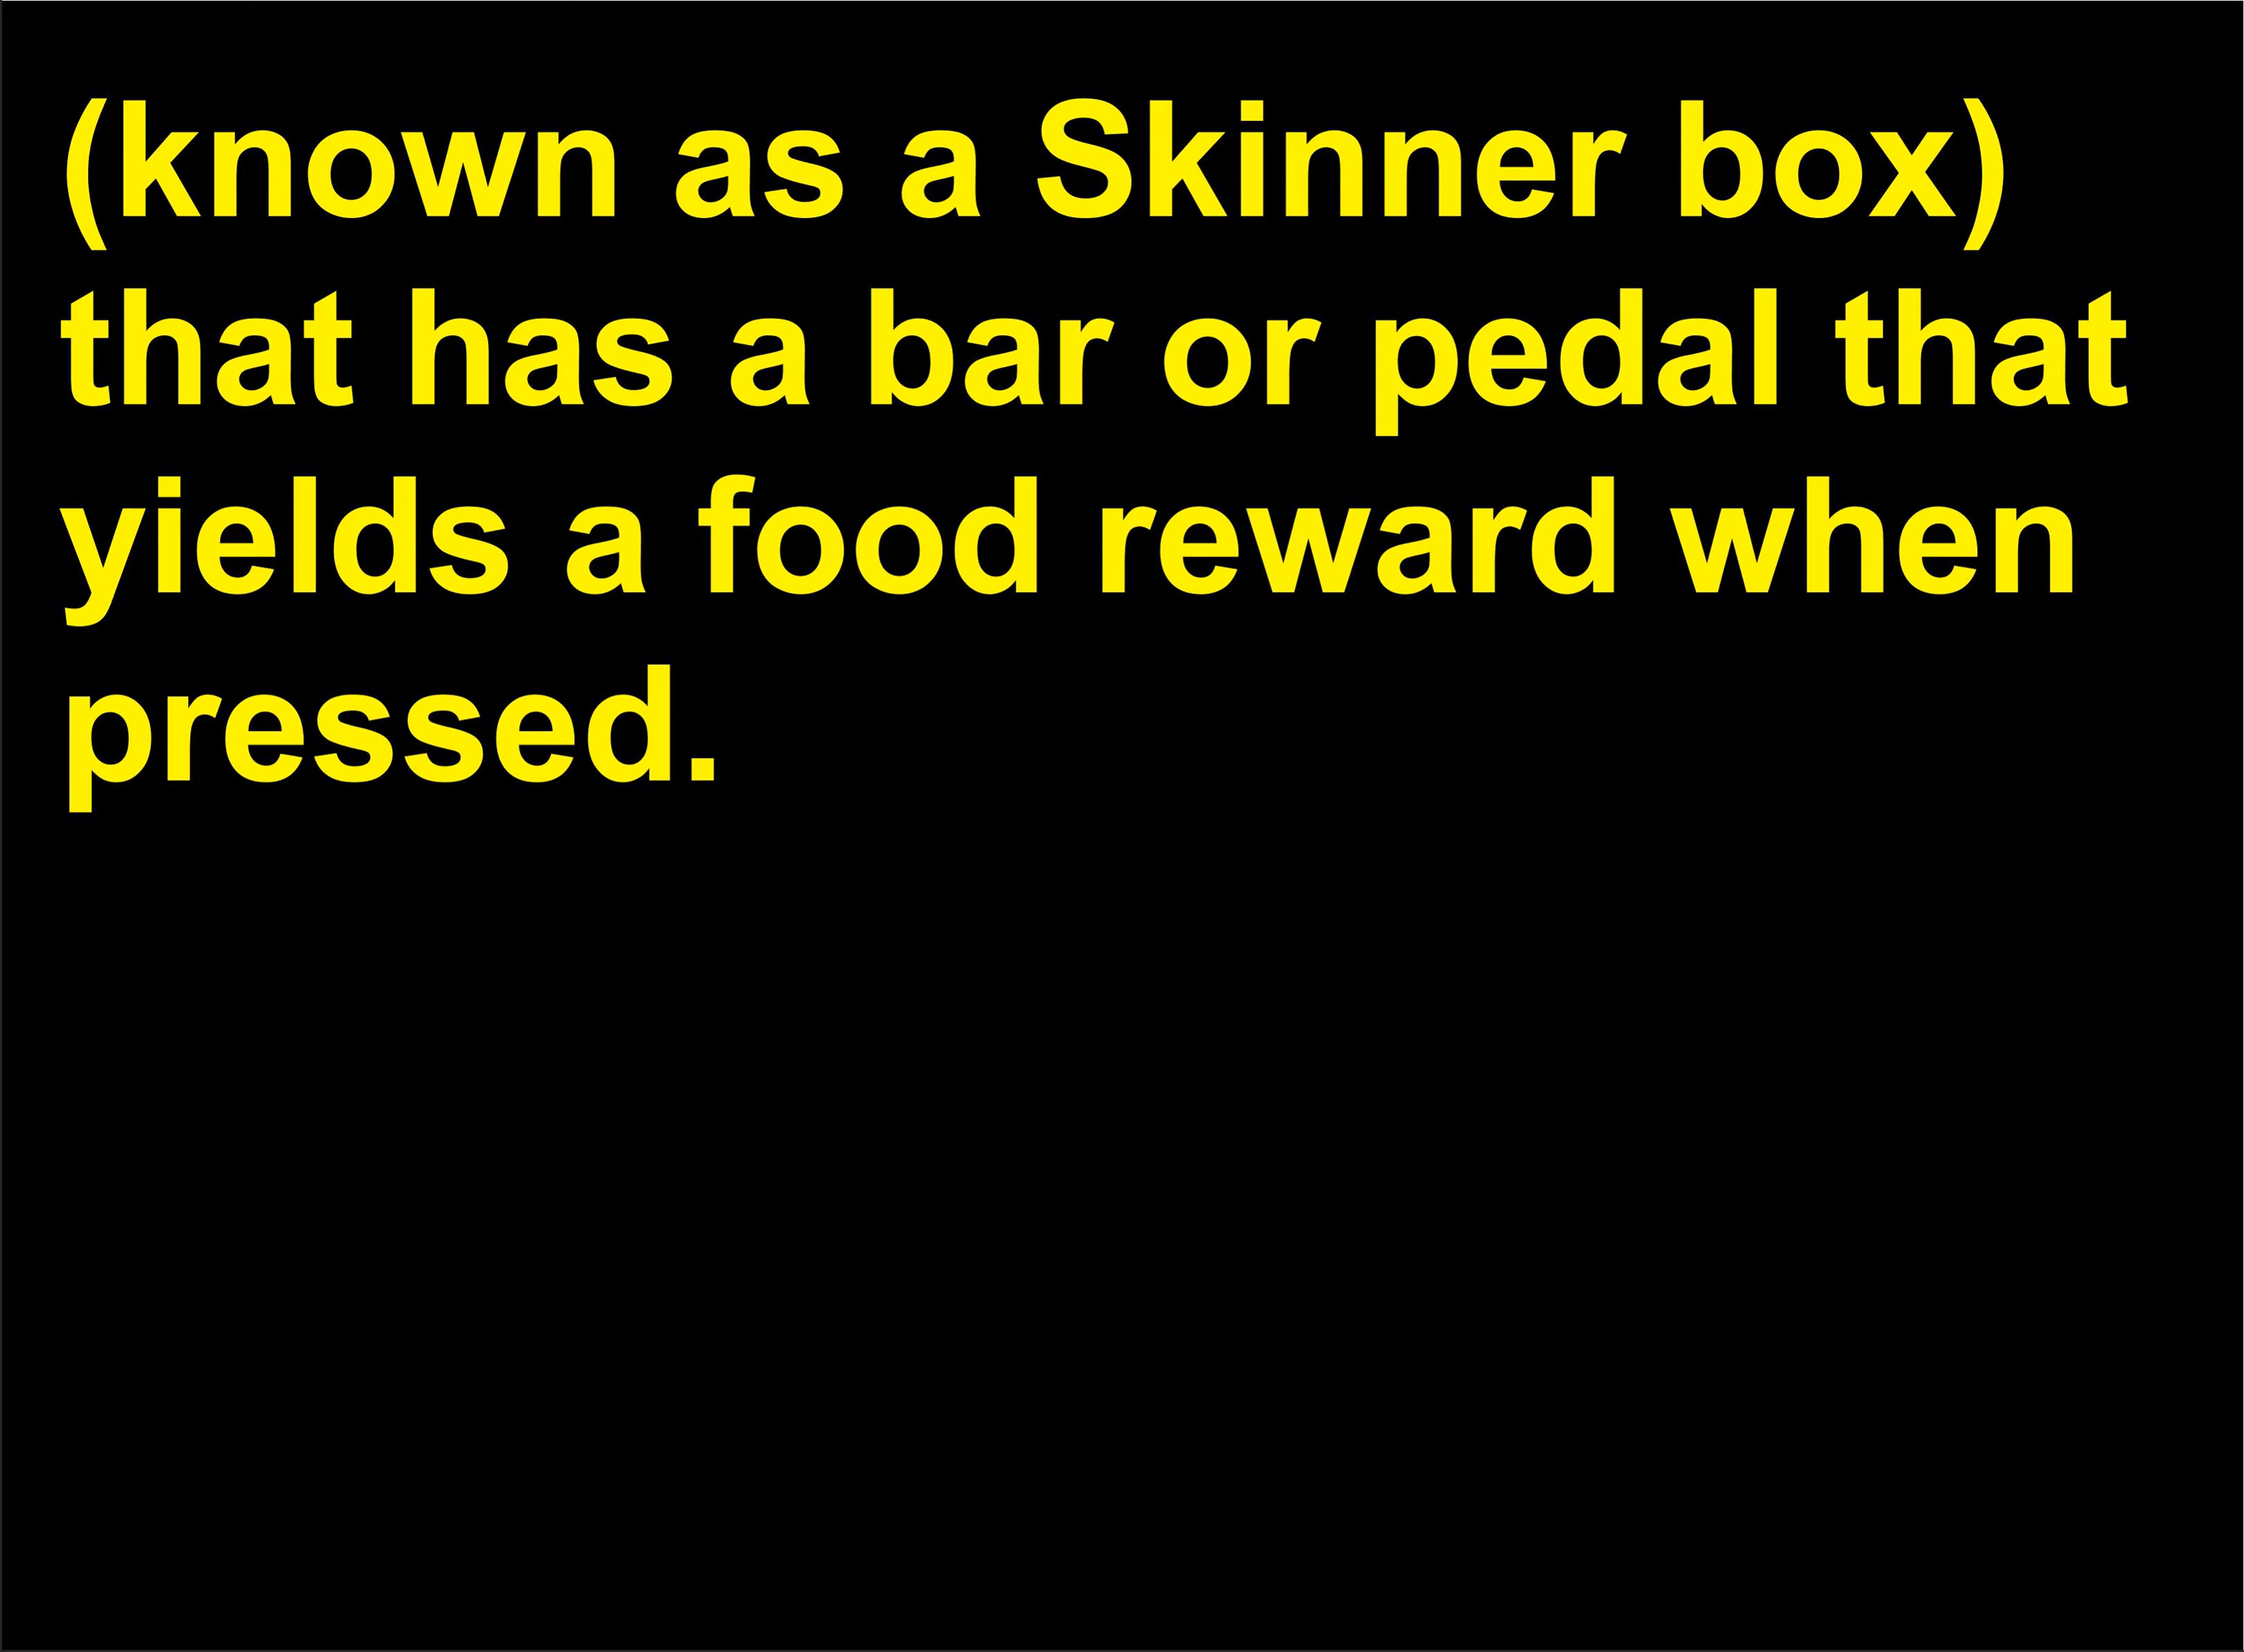 (known as a Skinner box)
that has a bar or pedal that
yields a food reward when
pressed.